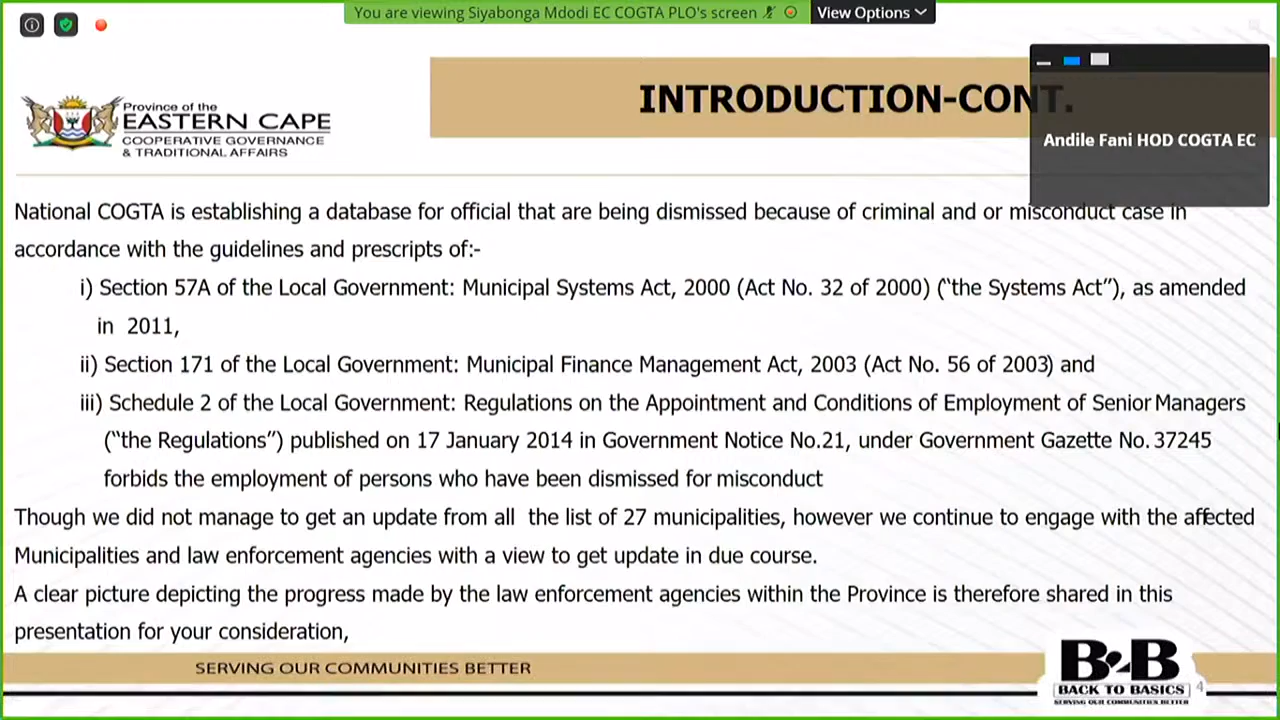 You are viewing Siyabonga Mdodi EC COGTA PLO's screen
View Options
INTRODUCTION-CONT.
Andile Fani HOD COGTA EC
Province of the
EASTERN CAPE
COOPERATIVE GOVERNANCE
& TRADITIONAL AFFAIRS
National COGTA is establishing a database for official that are being dismissed because of criminal and or misconduct case in
accordance with the guidelines and prescripts of:-
i) Section 57A of the Local Government: Municipal Systems Act, 2000 (Act No. 32 of 2000) (“the Systems Act”), as amended
in 2011,
ii) Section 171 of the Local Government: Municipal Finance Management Act, 2003 (Act No. 56 of 2003) and
iii) Schedule 2 of the Local Government: Regulations on the Appointment and Conditions of Employment of Senior Managers
(“the Regulations”) published on 17 January 2014 in Government Notice No.21, under Government Gazette No. 37245
forbids the employment of persons who have been dismissed for misconduct
Though we did not manage to get an update from all the list of 27 municipalities, however we continue to engage with the affected
Municipalities and law enforcement agencies with a view to get update in due course.
A clear picture depicting the progress made by the law enforcement agencies within the Province is therefore shared in this
presentation for your consideration,
SERVING OUR COMMUNITIES BETTER
B2B
BACK TO BASICS
SERVING OUR COMMUNITIES BETTER
4